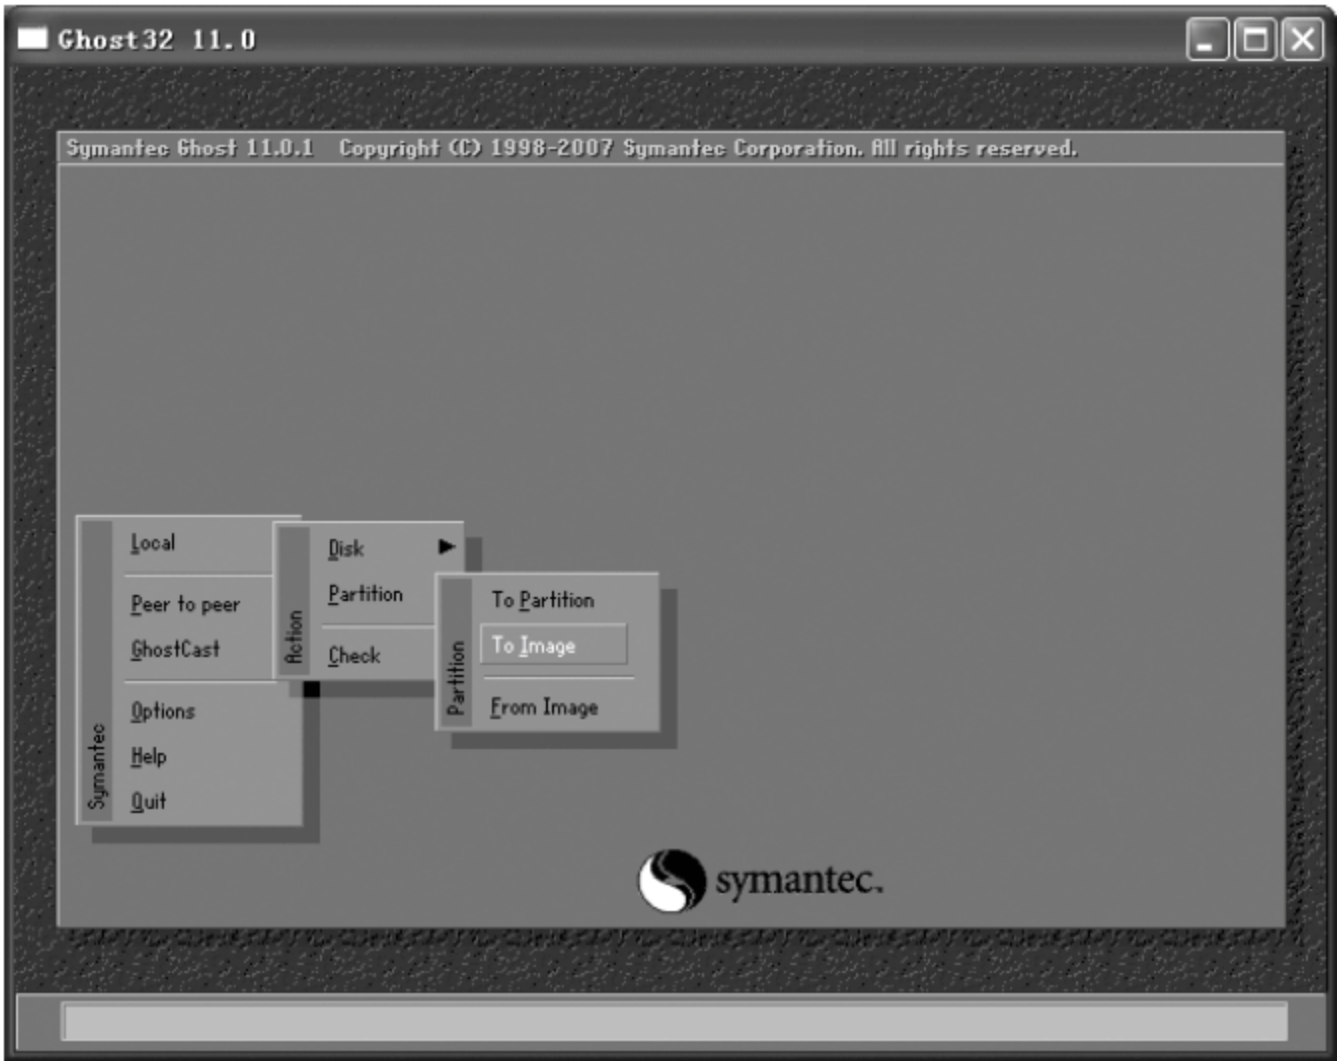 Ghost32 11.0
Symantec Ghost 11.0.1 Copyright (C) 1998-2007 Symantec Corporation. All rights reserved.
Symantec
Local
Peer to peer
GhostCast
Options
Help
Quit
Action
Disk
Partition
Check
Partition
To Partition
To Image
From Image
symantec.